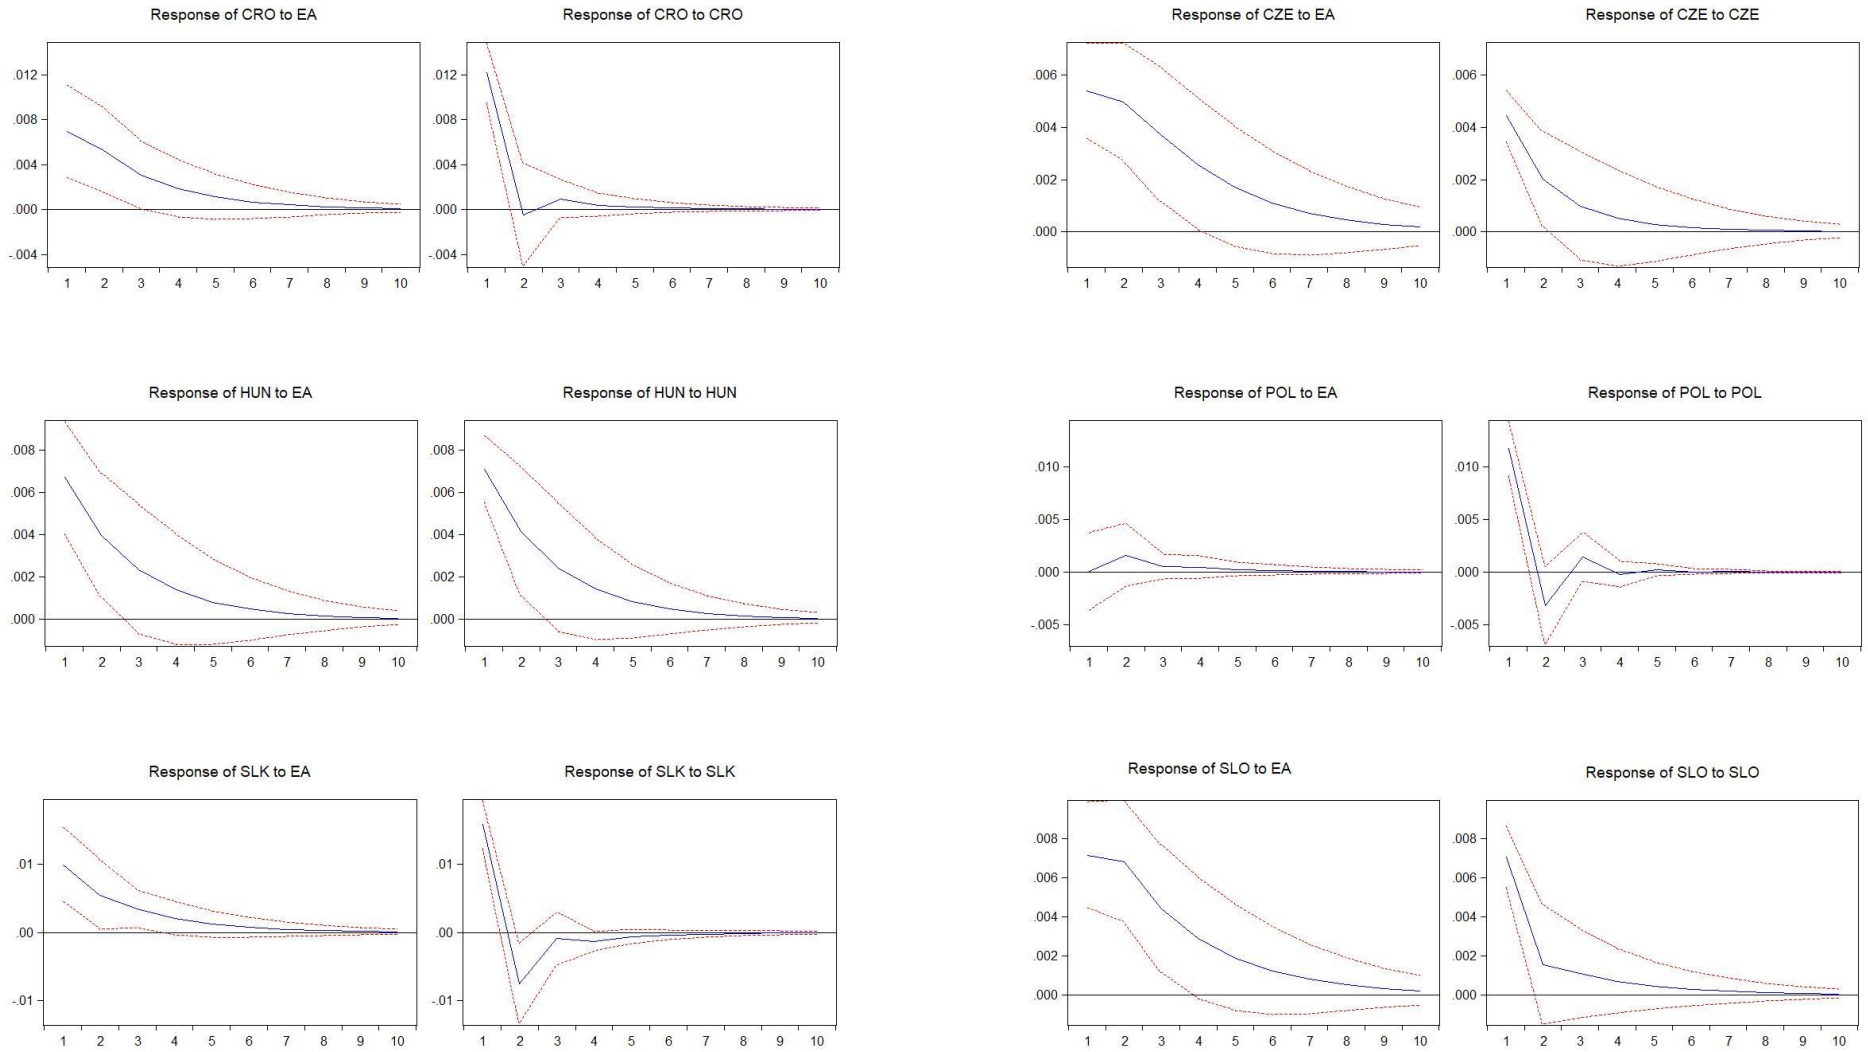 Response of CRO to EA
.012
.008
.004
.000
-.004
1 2 3 4 5 6 7 8 9 10
Response of CRO to CRO
.012
.008
.004
.000
-.004
1 2 3 4 5 6 7 8 9 10
Response of CZE to EA
.006
.004
.002
.000
1 2 3 4 5 6 7 8 9 10
Response of CZE to CZE
.006
.004
.002
.000
1 2 3 4 5 6 7 8 9 10
Response of HUN to EA
.008
.006
.004
.002
.000
1 2 3 4 5 6 7 8 9 10
Response of HUN to HUN
.008
.006
.004
.002
.000
1 2 3 4 5 6 7 8 9 10
Response of POL to EA
.010
.005
.000
-.005
1 2 3 4 5 6 7 8 9 10
Response of POL to POL
.010
.005
.000
-.005
1 2 3 4 5 6 7 8 9 10
Response of SLK to EA
.01
.00
-.01
1 2 3 4 5 6 7 8 9 10
Response of SLK to SLK
.01
.00
-.01
1 2 3 4 5 6 7 8 9 10
Response of SLO to EA
.008
.006
.004
.002
.000
1 2 3 4 5 6 7 8 9 10
Response of SLO to SLO
.008
.006
.004
.002
.000
1 2 3 4 5 6 7 8 9 10